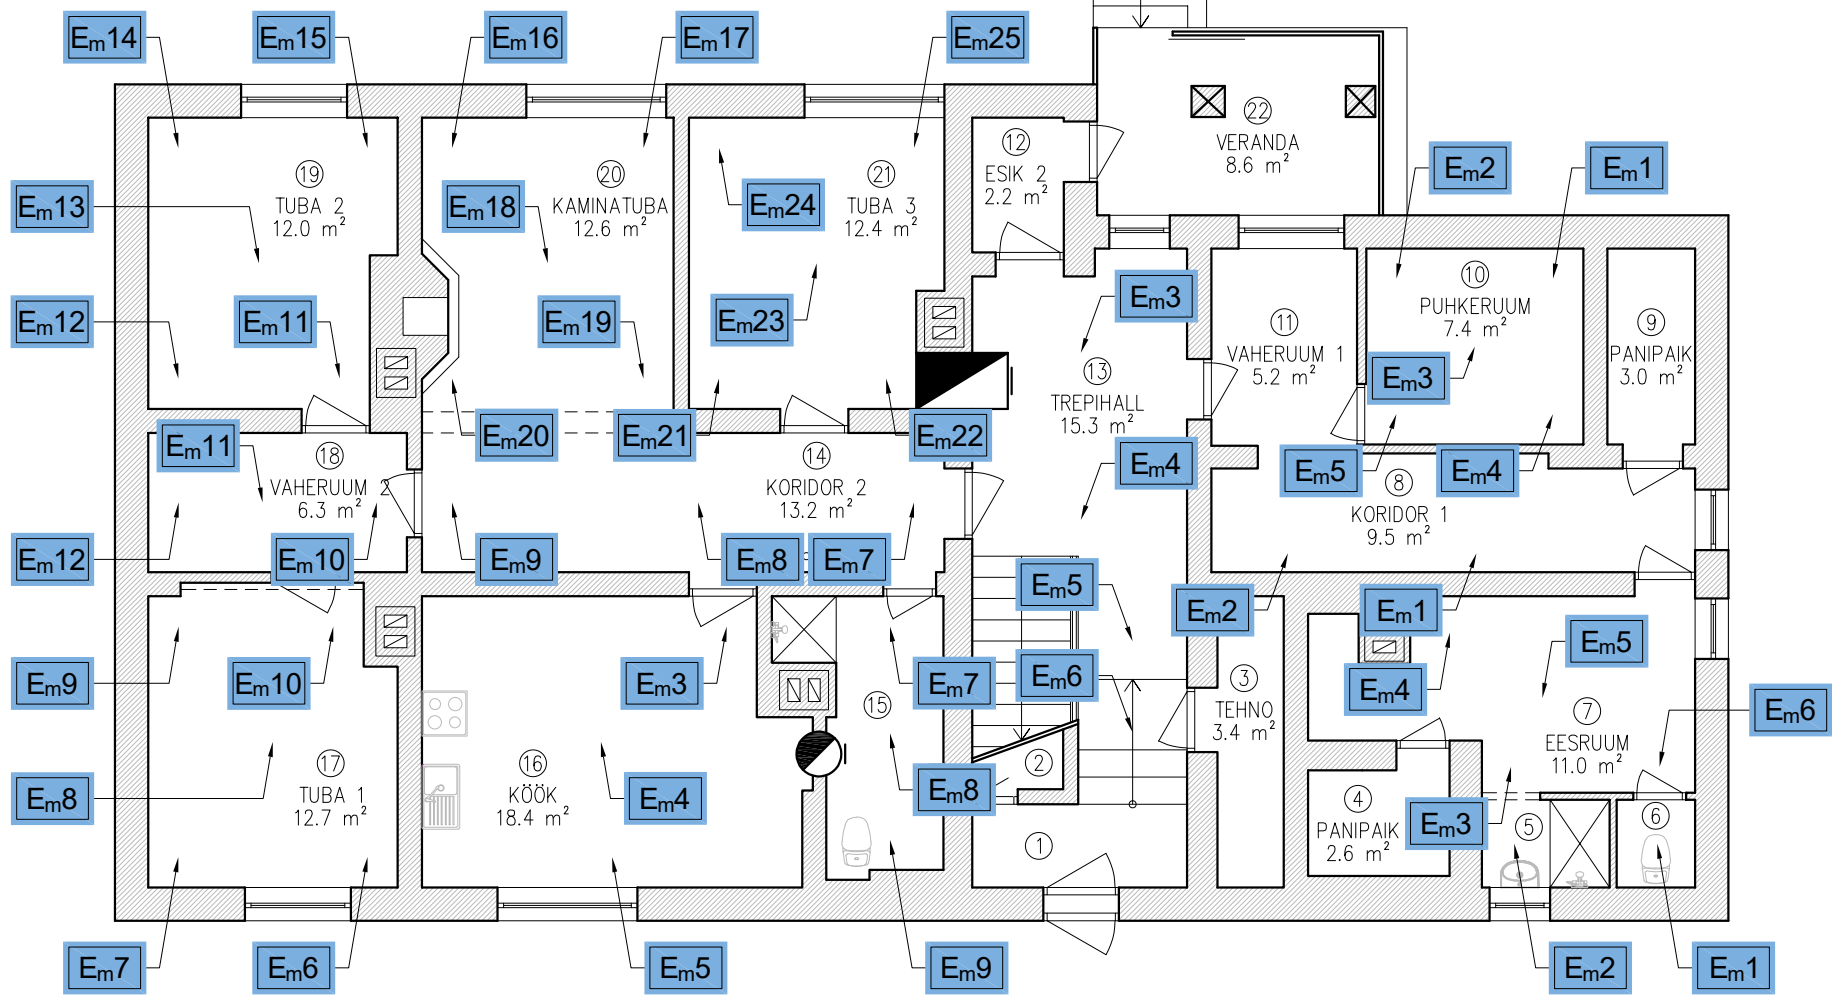 Em14
Em15
Em16
Em17
Em25
22
VERANDA
8.6 m²
12
ESIK 2
2.2 m²
Em2
Em1
19
TUBA 2
12.0 m²
20
KAMINATUBA
12.6 m²
21
TUBA 3
12.4 m²
Em13
Em18
Em24
10
PUHKERUUM
7.4 m²
Em3
Em12
Em11
Em19
Em23
11
VAHERUUM 1
5.2 m²
9
PANIPAIK
3.0 m²
13
TREPIHALL
15.3 m²
Em3
Em11
Em20
Em21
Em22
18
VAHERUUM 2
6.3 m²
14
KORIDOR 2
13.2 m²
Em4
Em5
Em4
8
KORIDOR 1
9.5 m²
Em12
Em10
Em9
Em8
Em7
Em5
Em2
Em1
Em5
Em9
Em10
Em3
Em7
Em6
3
TEHNO
3.4 m²
Em4
15
7
EESRUUM
11.0 m²
Em6
17
TUBA 1
12.7 m²
16
KÖÖK
18.4 m²
2
Em8
Em4
Em8
4
PANIPAIK
2.6 m²
Em3
5
6
1
Em7
Em6
Em5
Em9
Em2
Em1